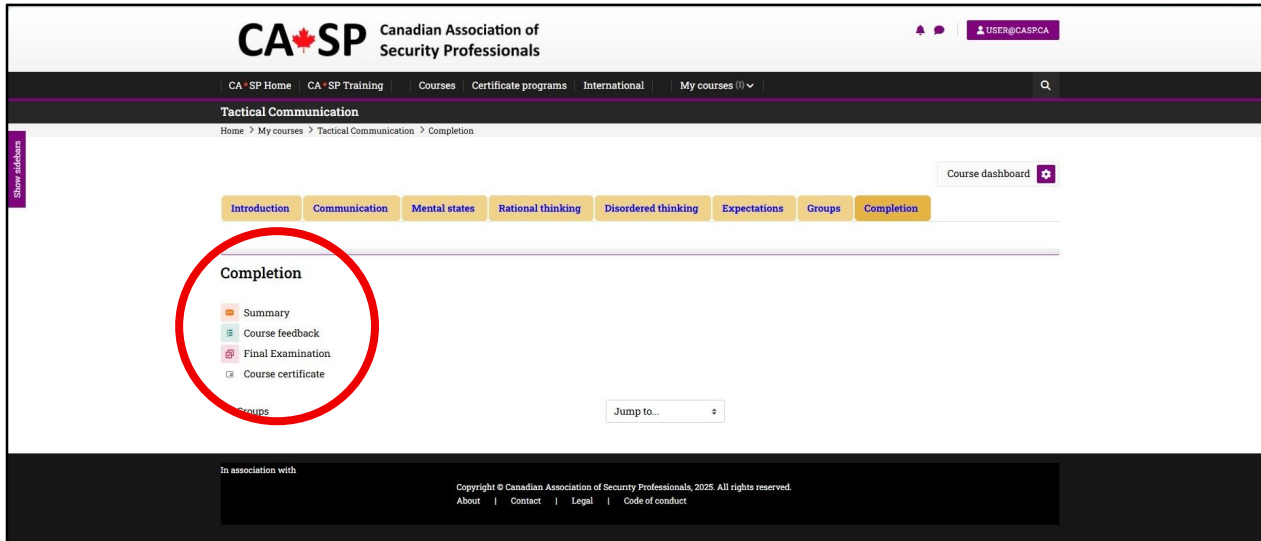 CA SP Canadian Association of
Security Professionals
USER@CASP.CA
CA*SP Home CA*SP Training Courses Certificate programs International My courses (1)
Tactical Communication
Home > My courses > Tactical Communication > Completion
Show sidebars
Course dashboard
Introduction Communication Mental states Rational thinking Disordered thinking Expectations Groups Completion
Completion
Summary
Course feedback
Final Examination
Course certificate
Groups Jump to...
In association with
Copyright © Canadian Association of Security Professionals, 2025. All rights reserved.
About | Contact | Legal | Code of conduct